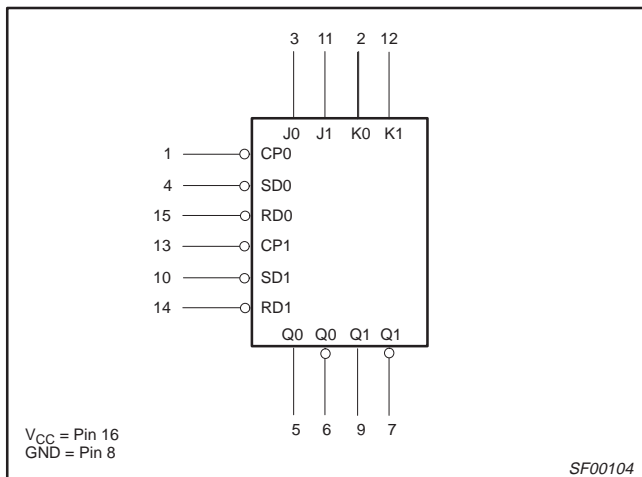 3 11 2 12
J0 J1 K0 K1
1 CP0
4 SD0
15 RD0
13 CP1
10 SD1
14 RD1
Q0 Q0 Q1 Q1
5 6 9 7
VCC = Pin 16
GND = Pin 8
SF00104